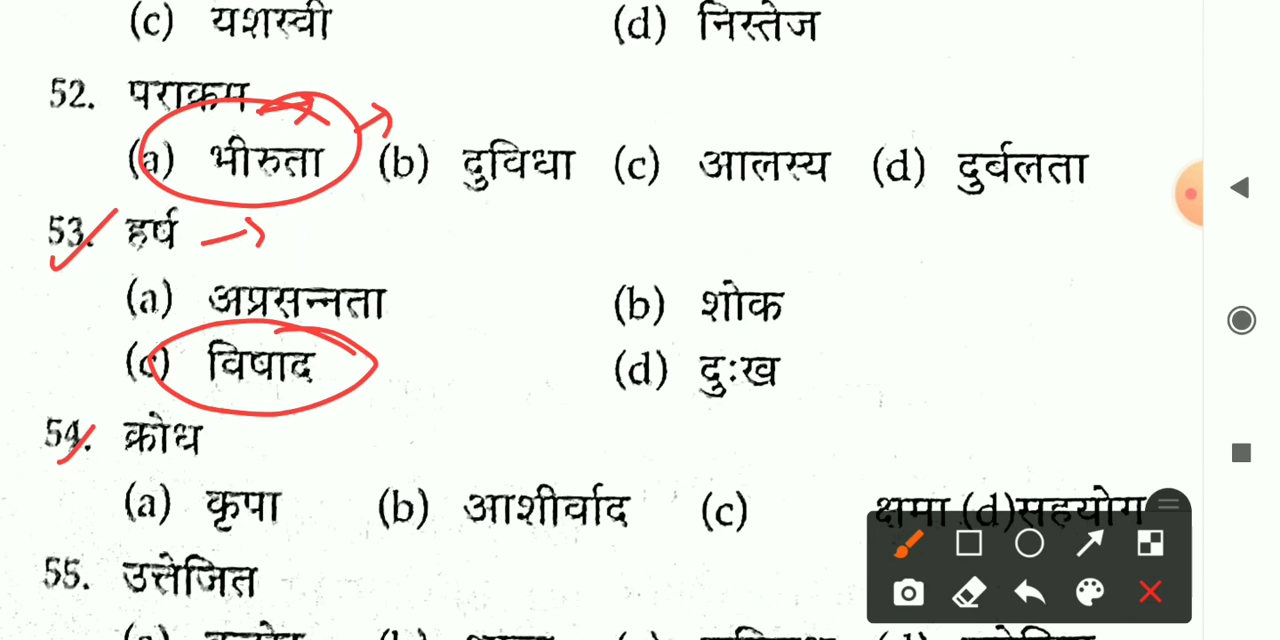 (c) यशस्वी (d) निस्तेज
52. पराक्रम
(a) भीरुता (b) दुविधा (c) आलस्य (d) दुर्बलता
53. हर्ष
(a) अप्रसन्नता (b) शोक
(c) विषाद (d) दुःख
54. क्रोध
(a) कृपा (b) आशीर्वाद (c) क्षमा (d)सहयोग
55. उत्तेजित